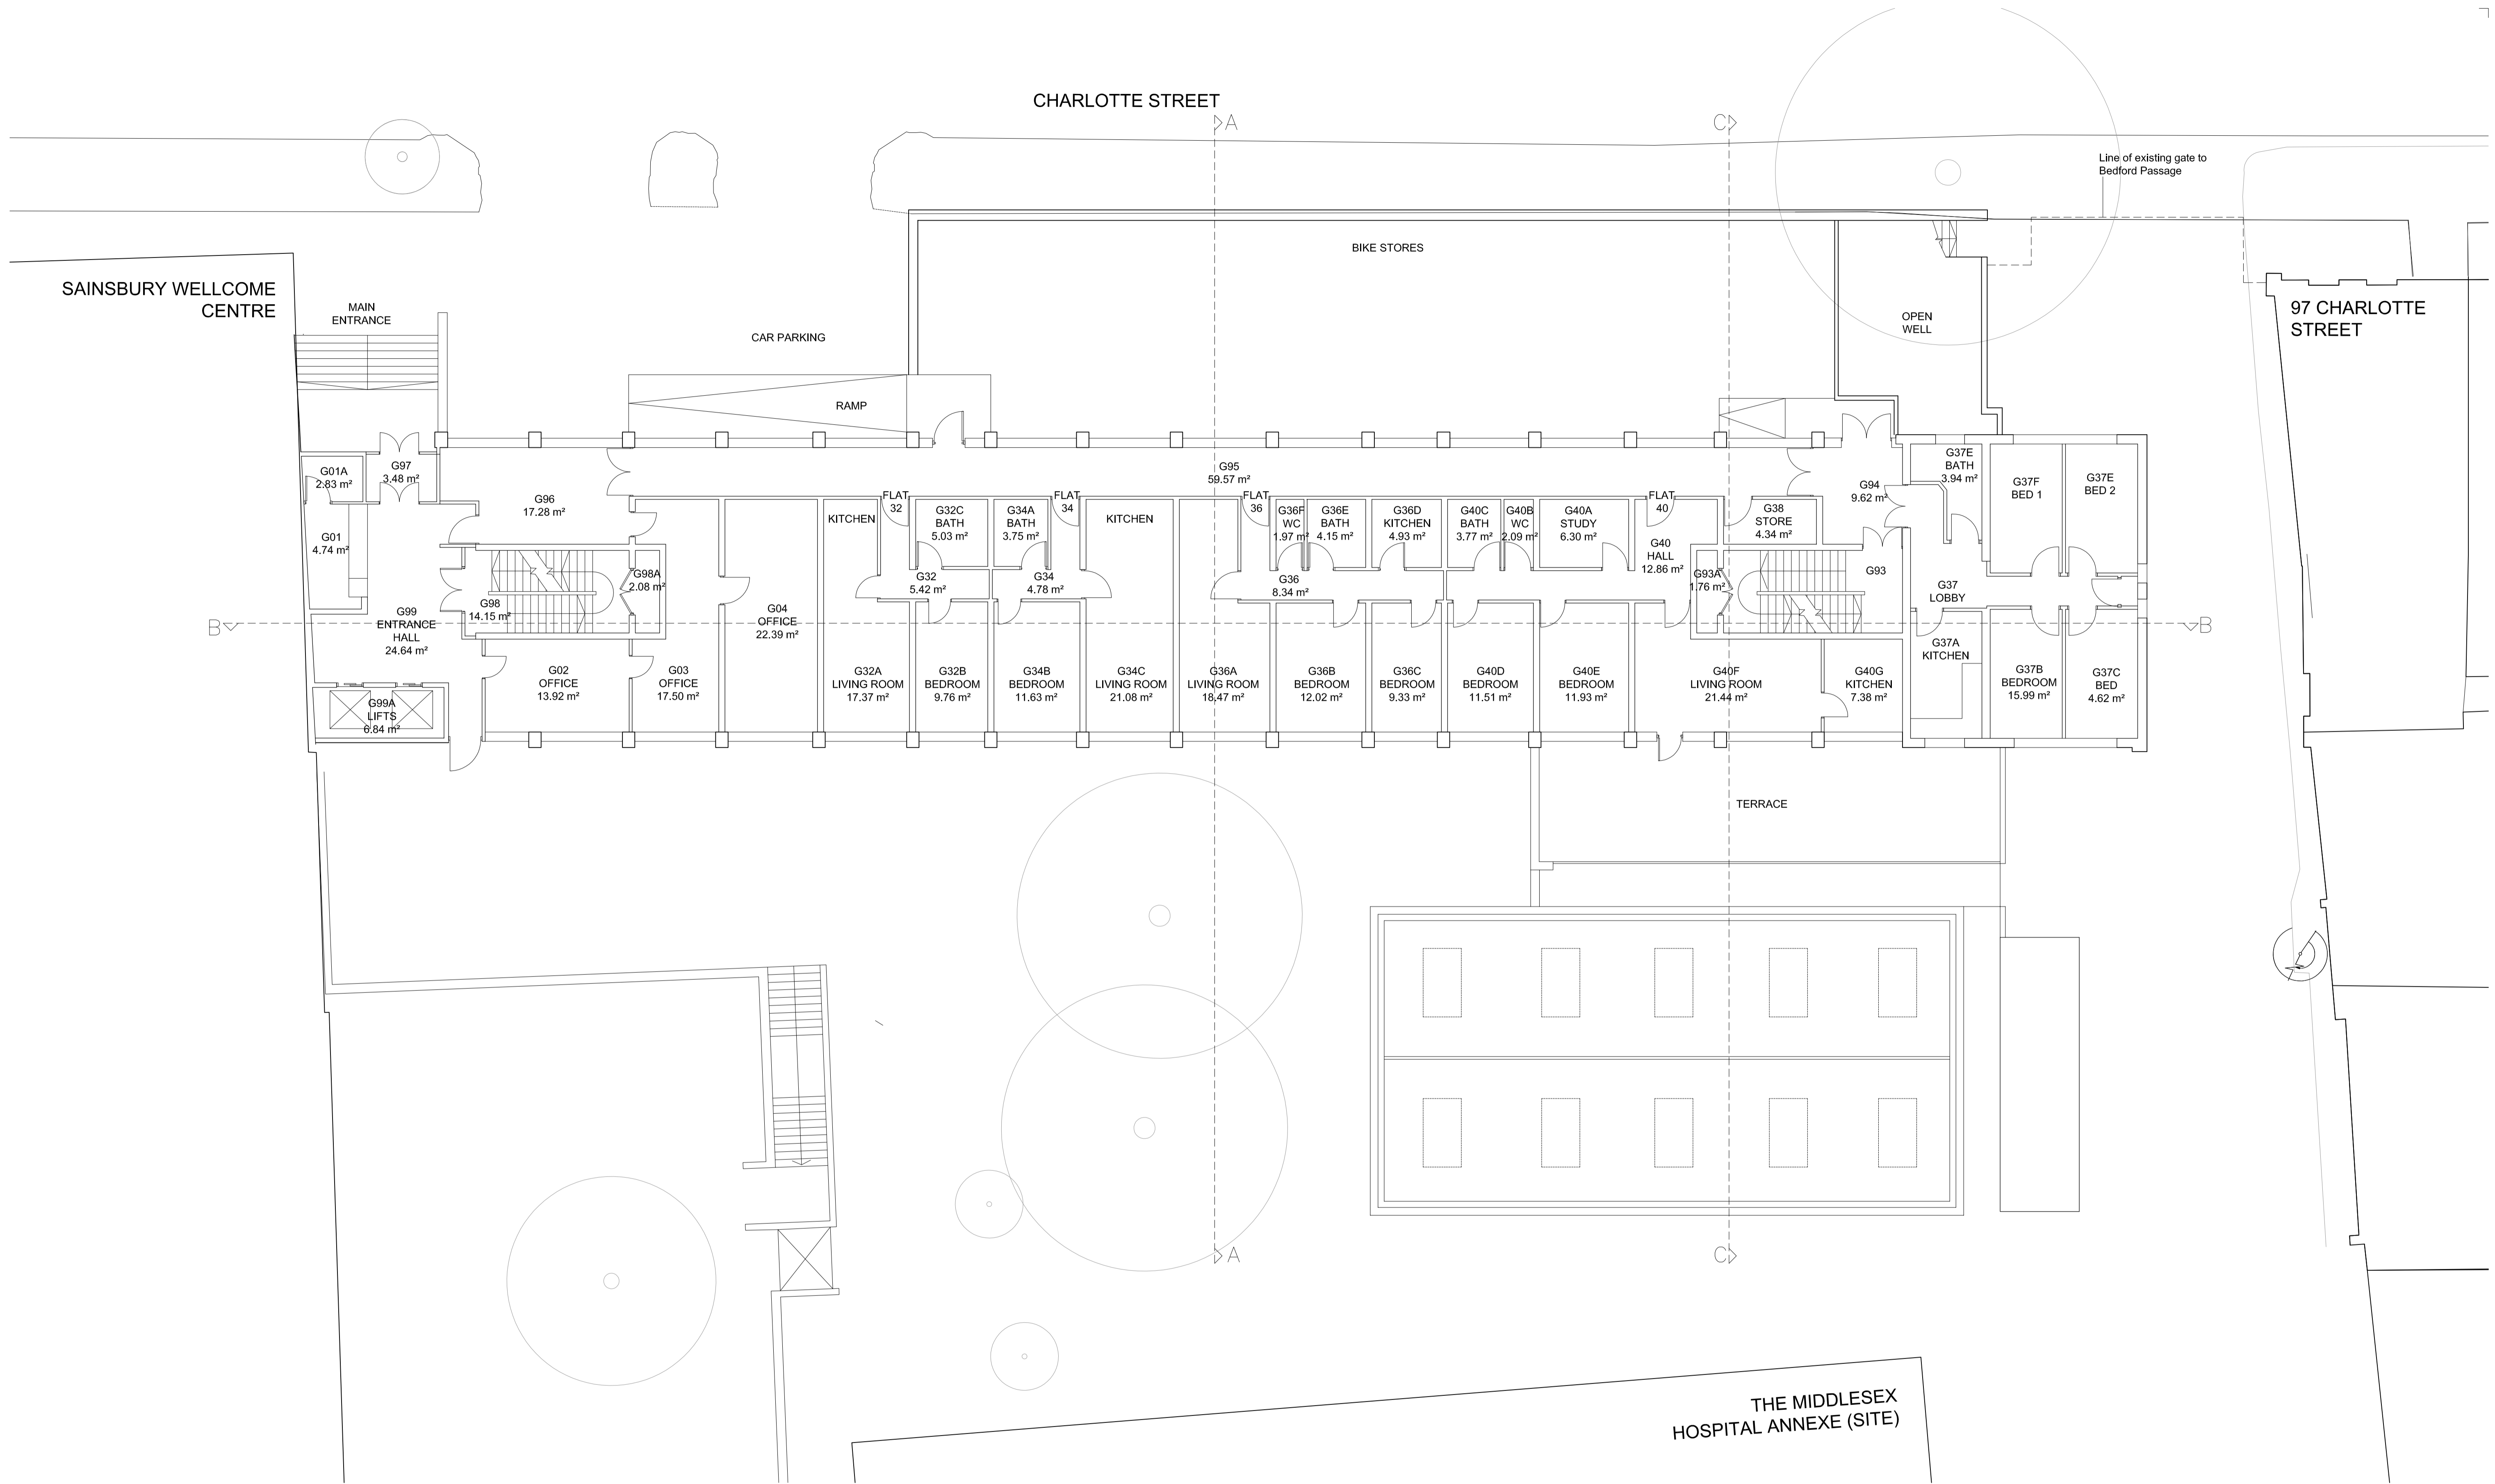 CHARLOTTE STREET
A
C
Line of existing gate to
Bedford Passage
BIKE STORES
SAINSBURY WELLCOME
CENTRE
MAIN
ENTRANCE
CAR PARKING
OPEN
WELL
97 CHARLOTTE
STREET
RAMP
G01A
2.83 m²
G97
3.48 m²
G96
17.28 m²
G95
59.57 m²
G94
9.62 m²
G37E
BATH
3.94 m²
G37F
BED 1
G37E
BED 2
G01
4.74 m²
KITCHEN
FLAT
32
G32C
BATH
5.03 m²
G34A
BATH
3.75 m²
FLAT
34
KITCHEN
FLAT
36
G36F
WC
1.97 m²
G36E
BATH
4.15 m²
G36D
KITCHEN
4.93 m²
G40C
BATH
3.77 m²
G40B
WC
2.09 m²
G40A
STUDY
6.30 m²
FLAT
40
G40
HALL
12.86 m²
G38
STORE
4.34 m²
G98A
2.08 m²
G98
14.15 m²
G32
5.42 m²
G34
4.78 m²
G36
8.34 m²
G93A
1.76 m²
G93
G37
LOBBY
G99
ENTRANCE
HALL
24.64 m²
G04
OFFICE
22.39 m²
B
B
G37A
KITCHEN
G02
OFFICE
13.92 m²
G03
OFFICE
17.50 m²
G32A
LIVING ROOM
17.37 m²
G32B
BEDROOM
9.76 m²
G34B
BEDROOM
11.63 m²
G34C
LIVING ROOM
21.08 m²
G36A
LIVING ROOM
18.47 m²
G36B
BEDROOM
12.02 m²
G36C
BEDROOM
9.33 m²
G40D
BEDROOM
11.51 m²
G40E
BEDROOM
11.93 m²
G40F
LIVING ROOM
21.44 m²
G40G
KITCHEN
7.38 m²
G37B
BEDROOM
15.99 m²
G37C
BED
4.62 m²
G99A
LIFTS
6.84 m²
TERRACE
A
C
THE MIDDLESEX
HOSPITAL ANNEXE (SITE)